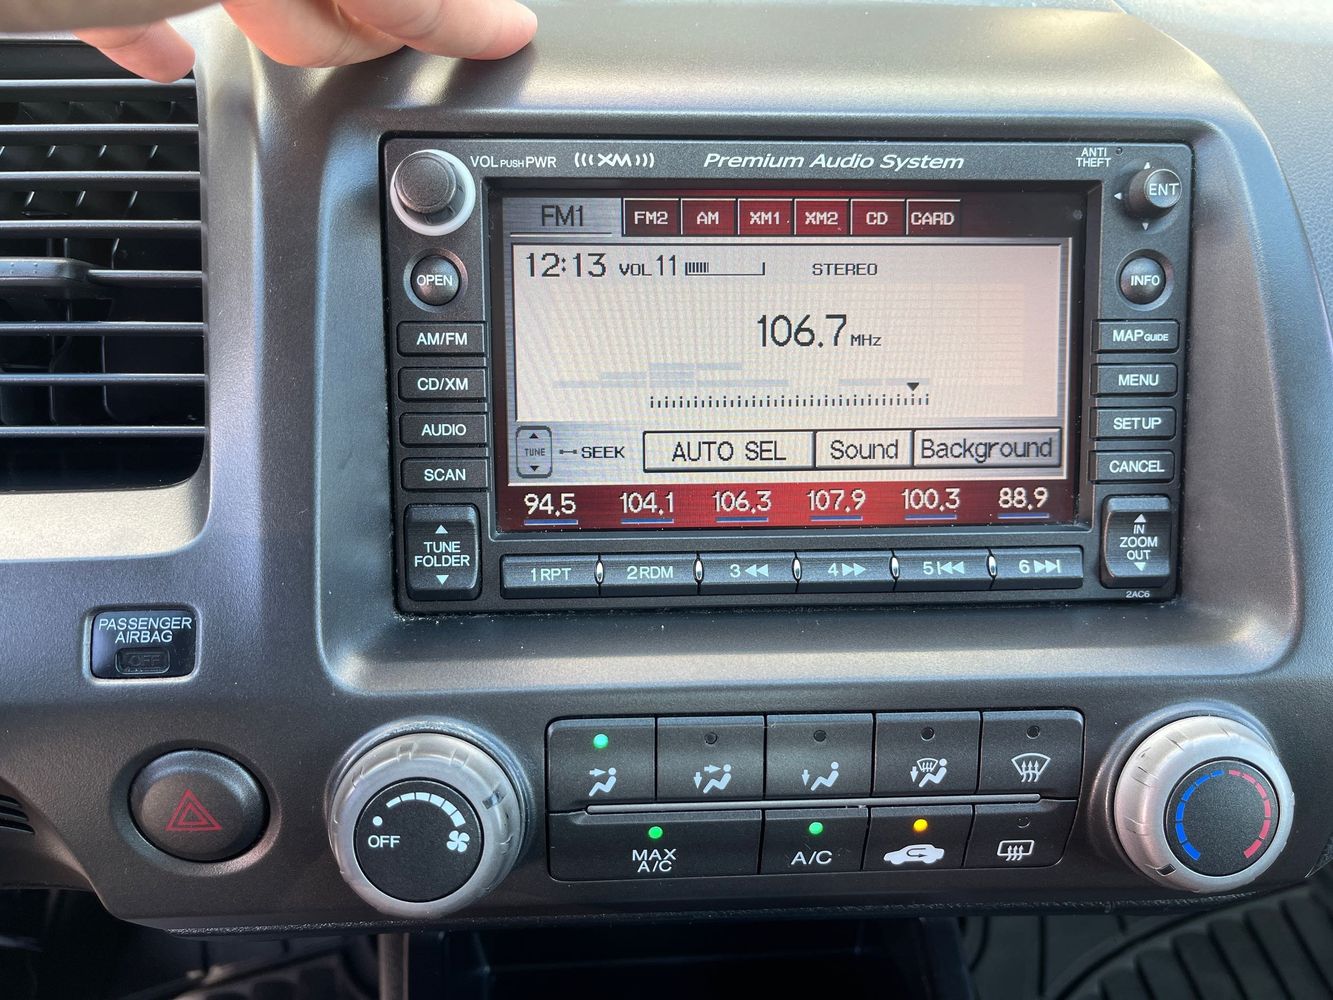 VOL PUSH PWR (((XM))) Premium Audio System ANTI THEFT
ENT
FM1 FM2 AM XM1 XM2 CD CARD
12:13 VOL 11 STEREO
OPEN
INFO
106.7 MHz
AM/FM
MAP GUIDE
CD/XM
MENU
AUDIO
SETUP
TUNE SEEK AUTO SEL Sound Background
SCAN
CANCEL
94.5 104.1 106.3 107.9 100.3 88.9
TUNE
FOLDER
IN
ZOOM
OUT
1 RPT 2 RDM 3 4 5 6
2AC6
PASSENGER
AIRBAG
OFF
OFF
MAX
A/C
A/C